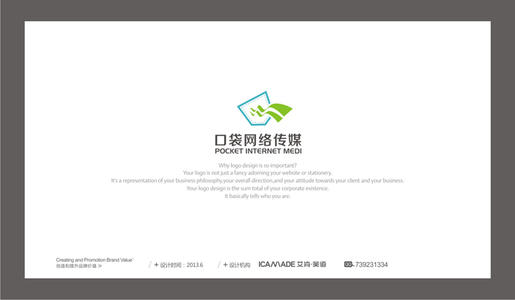 口袋网络传媒
POCKET INTERNET MEDI
Why logo design is so important?
Your logo is not just a fancy adorning your website or stationery.
It's a representation of your business philosophy,your overall direction,and your attitude towards your client and your business.
Your logo design is the sum total of your corporate existence.
It basically tells who you are.
Creating and Promotion Brand Value
创造和提升品牌价值 >>
/ + 设计时间：2013.6 / + 设计机构 ICAMADE 艾肯·美道 739231334